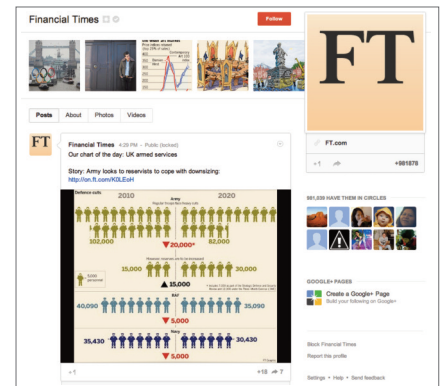 Financial Times
Follow
FT
Posts
About
Photos
Videos
FT
Financial Times 4:29 PM - Public (locked)
Our chart of the day: UK armed services
Story: Army looks to reservists to cope with downsizing:
http://on.ft.com/K0LEoH
Defence cuts
2010
2020
Army
102,000
20,000*
82,000
15,000
30,000
5,000
personnel
15,000
RAF
40,090
35,090
5,000
Navy
35,430
30,430
5,000
+1
+18
7
FT.com
+1
+981878
HAVE THEM IN CIRCLES
GOOGLE+ PAGES
Create a Google+ Page
Build your following on Google+
Block Financial Times
Report this profile
Settings • Help • Send feedback